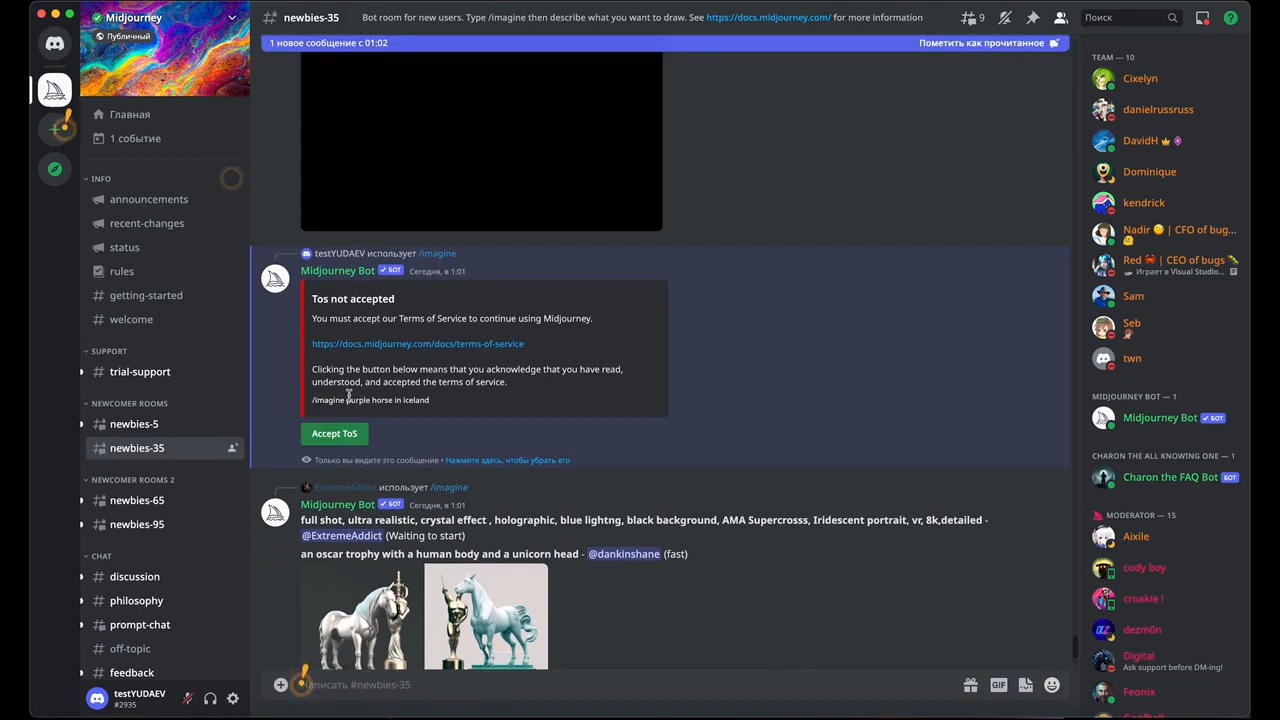 Midjourney
Публичный
# newbies-35
Bot room for new users. Type /imagine then describe what you want to draw. See https://docs.midjourney.com/ for more information
9
Поиск
1 новое сообщение с 01:02
Пометить как прочитанное
Главная
1 событие
INFO
announcements
recent-changes
status
rules
getting-started
welcome
SUPPORT
trial-support
NEWCOMER ROOMS
newbies-5
newbies-35
NEWCOMER ROOMS 2
newbies-65
newbies-95
CHAT
discussion
philosophy
prompt-chat
off-topic
feedback
testYUDAEV
#2935
testYUDAEV использует /imagine
Midjourney Bot ✓ БОТ Сегодня, в 1:01
Tos not accepted
You must accept our Terms of Service to continue using Midjourney.
https://docs.midjourney.com/docs/terms-of-service
Clicking the button below means that you acknowledge that you have read,
understood, and accepted the terms of service.
/imagine purple horse in iceland
Accept ToS
Только вы видите это сообщение • Нажмите здесь, чтобы убрать его
ExtremeAddict использует /imagine
Midjourney Bot ✓ БОТ Сегодня, в 1:01
full shot, ultra realistic, crystal effect , holographic, blue lightng, black background, AMA Supercrosss, Iridescent portrait, vr, 8k,detailed -
@ExtremeAddict (Waiting to start)
an oscar trophy with a human body and a unicorn head - @dankinshane (fast)
Написать #newbies-35
GIF
TEAM — 10
Cixelyn
danielrussruss
DavidH
Dominique
kendrick
Nadir | CFO of bug...
Red | CEO of bugs
Играет в Visual Studio...
Sam
Seb
twn
MIDJOURNEY BOT — 1
Midjourney Bot ✓ БОТ
CHARON THE ALL KNOWING ONE — 1
Charon the FAQ Bot БОТ
MODERATOR — 15
Aixile
cody boy
croakie !
dezm0n
Digital
Ask support before DM-ing!
Feonix